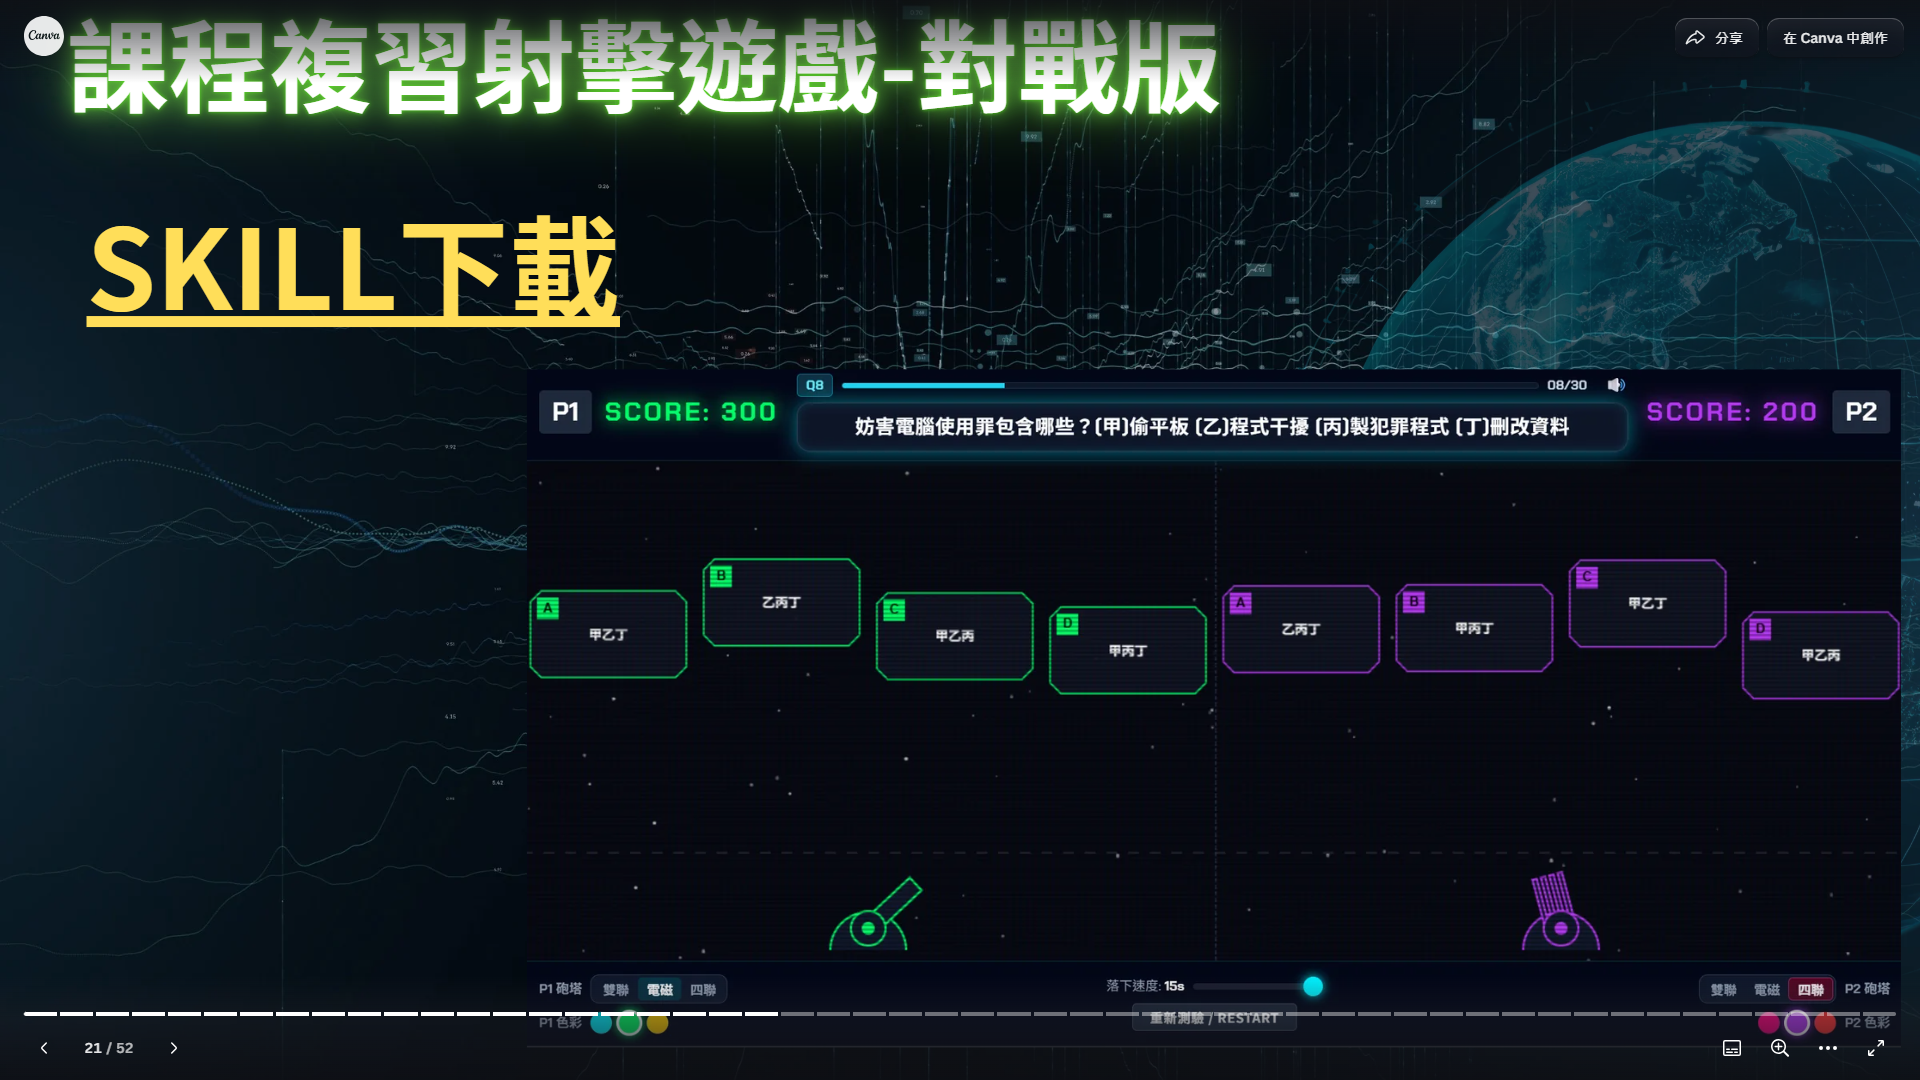 Canva
課程複習射擊遊戲-對戰版
分享
在 Canva 中創作
SKILL下載
P1
SCORE: 300
Q8
08/30
妨害電腦使用罪包含哪些？(甲)偷平板 (乙)程式干擾 (丙)製犯罪程式 (丁)刪改資料
SCORE: 200
P2
A
甲乙丁
B
乙丙丁
C
甲乙丙
D
甲丙丁
A
乙丙丁
B
甲丙丁
C
甲乙丁
D
甲乙丙
P1 砲塔
雙聯
電磁
四聯
落下速度: 15s
雙聯
電磁
四聯
P2 砲塔
P1 色彩
重新測驗 / RESTART
P2 色彩
21 / 52